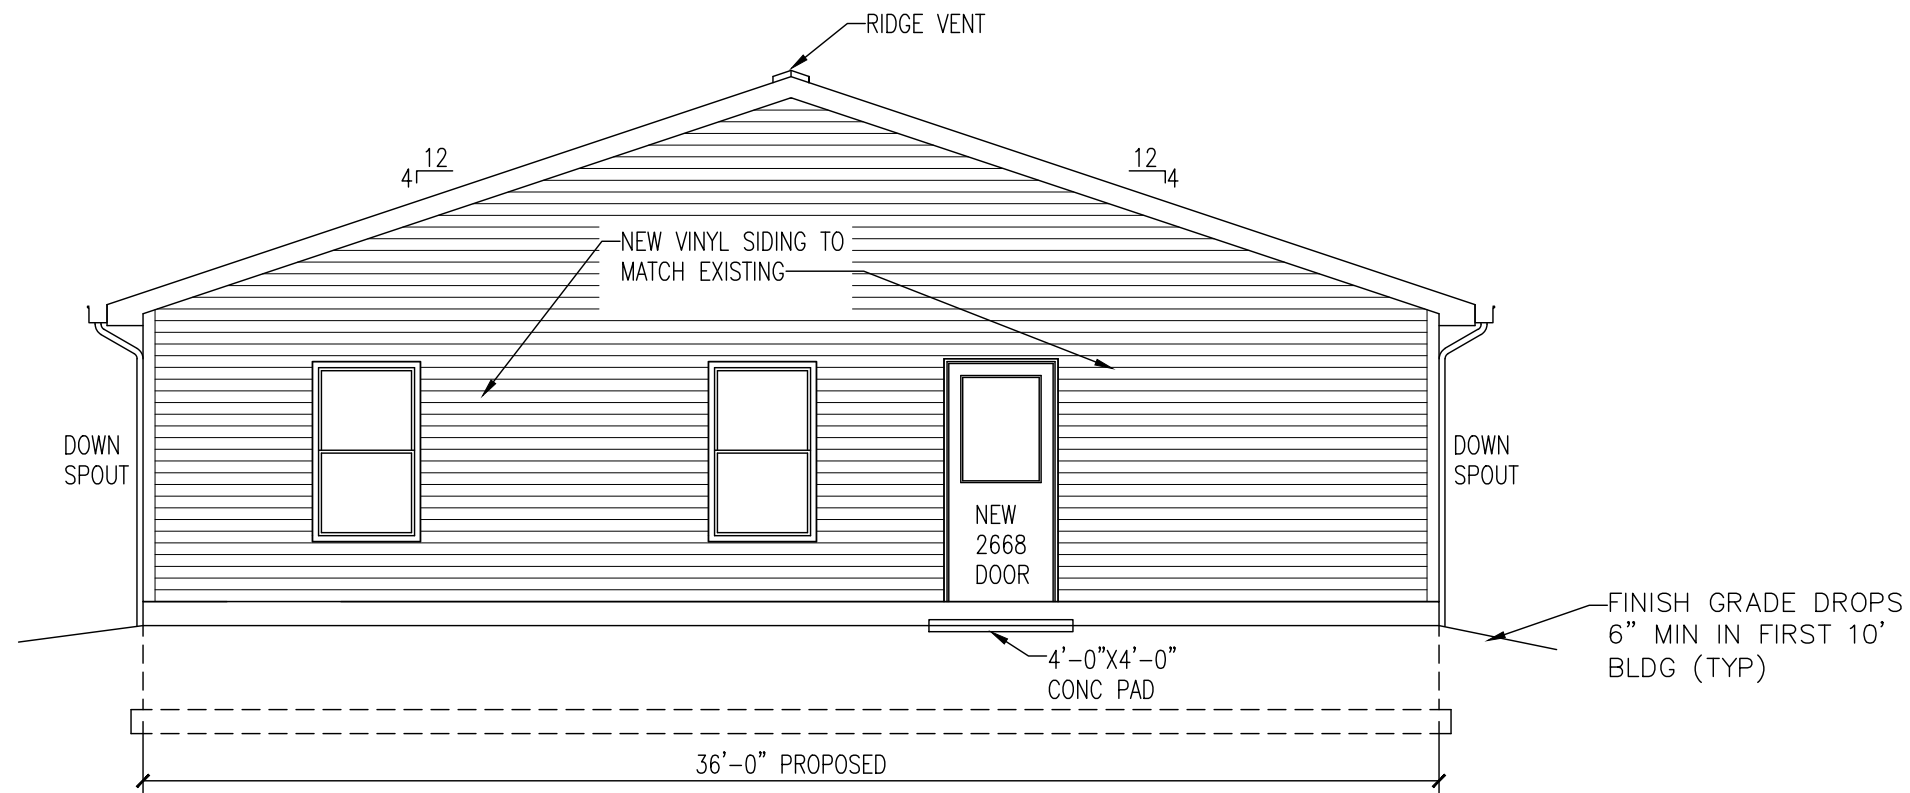 RIDGE VENT
12
4
12
4
NEW VINYL SIDING TO
MATCH EXISTING
DOWN
SPOUT
DOWN
SPOUT
NEW
2668
DOOR
FINISH GRADE DROPS
6" MIN IN FIRST 10'
BLDG (TYP)
4'-0"X4'-0"
CONC PAD
36'-0" PROPOSED